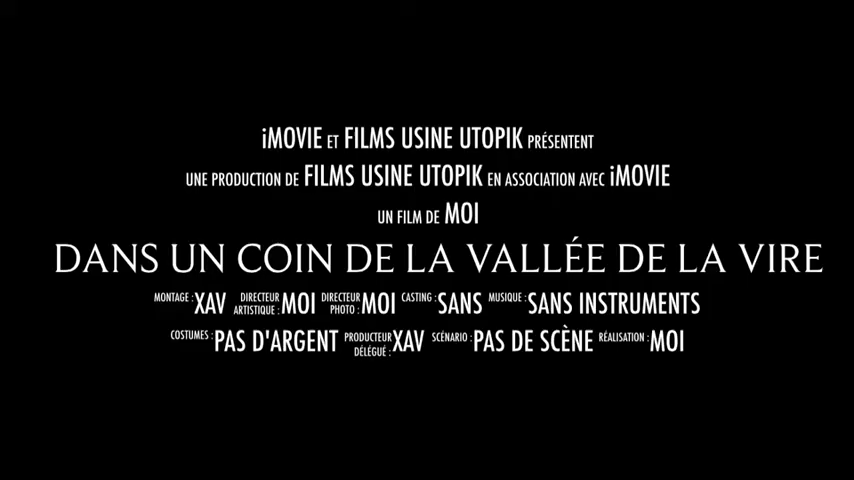 iMOVIE ET FILMS USINE UTOPIK PRÉSENTENT
UNE PRODUCTION DE FILMS USINE UTOPIK EN ASSOCIATION AVEC iMOVIE
UN FILM DE MOI
DANS UN COIN DE LA VALLÉE DE LA VIRE
MONTAGE : XAV DIRECTEUR ARTISTIQUE : MOI DIRECTEUR PHOTO : MOI CASTING : SANS MUSIQUE : SANS INSTRUMENTS
COSTUMES : PAS D'ARGENT PRODUCTEUR DÉLÉGUÉ : XAV SCÉNARIO : PAS DE SCÈNE RÉALISATION : MOI